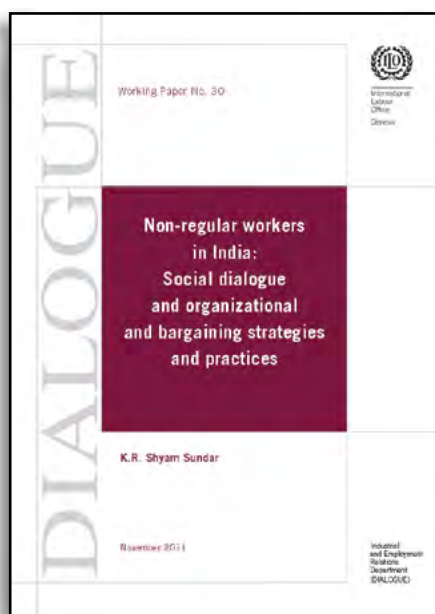 DIALOGUE
Working Paper No. 30
ILO
International
Labour
Office
Geneva
Non-regular workers
in India:
Social dialogue
and organizational
and bargaining strategies
and practices
K.R. Shyam Sundar
November 2011
Industrial
and Employment
Relations
Department
(DIALOGUE)